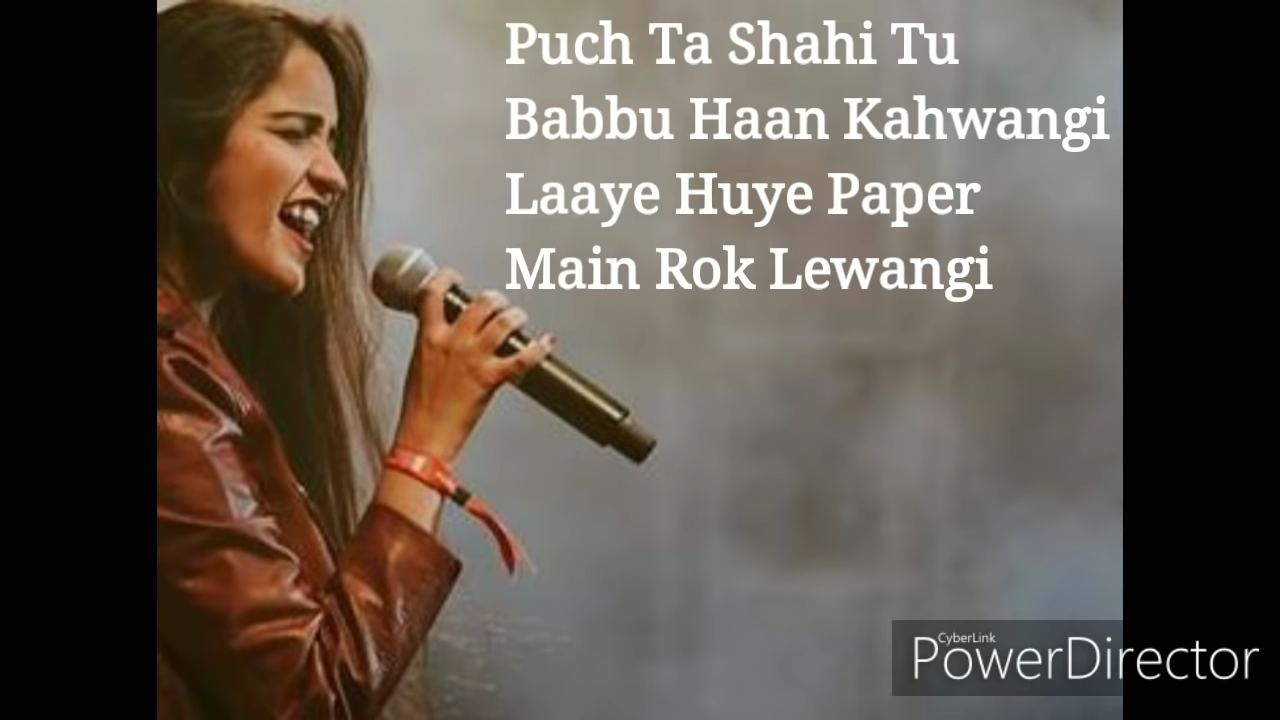 Puch Ta Shahi Tu
Babbu Haan Kahwangi
Laaye Huye Paper
Main Rok Lewangi
CyberLink
PowerDirector